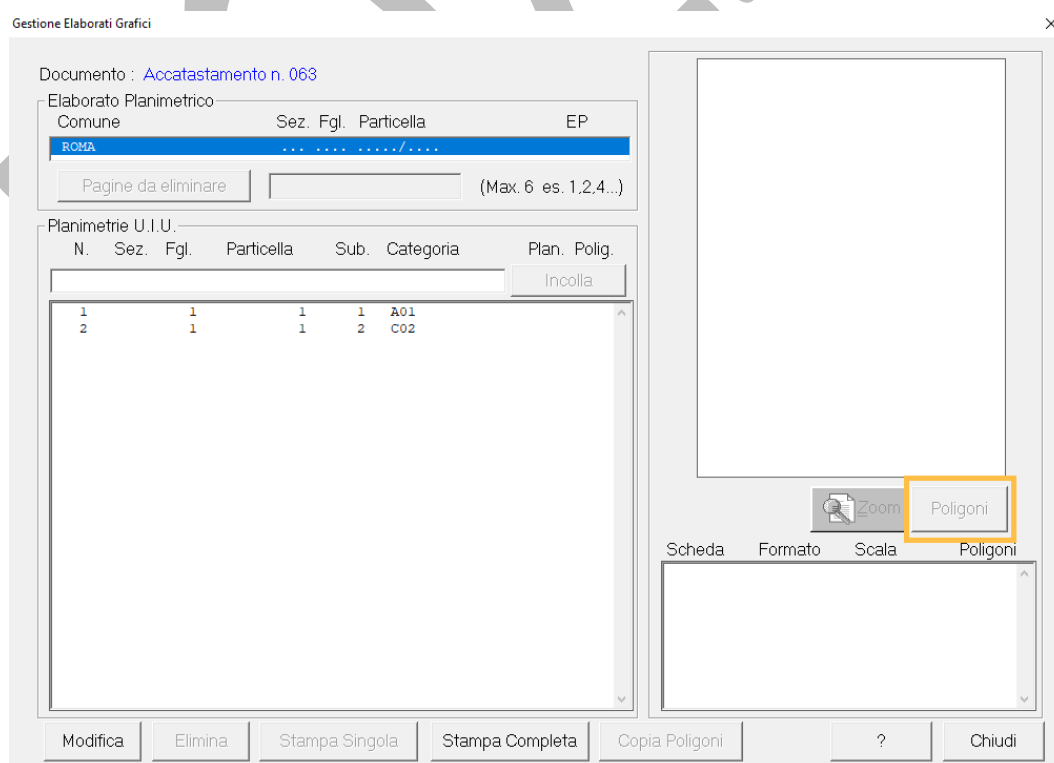 Gestione Elaborati Grafici
Documento : Accatastamento n. 063
Elaborato Planimetrico
Comune Sez. Fgl. Particella EP
ROMA ... .... ...../....
Pagine da eliminare (Max. 6 es. 1,2,4...)
Planimetrie U.I.U.
N. Sez. Fgl. Particella Sub. Categoria Plan. Polig.
Incolla
1 1 1 1 A01
2 1 1 2 C02
Zoom Poligoni
Scheda Formato Scala Poligoni
Modifica Elimina Stampa Singola Stampa Completa Copia Poligoni ? Chiudi